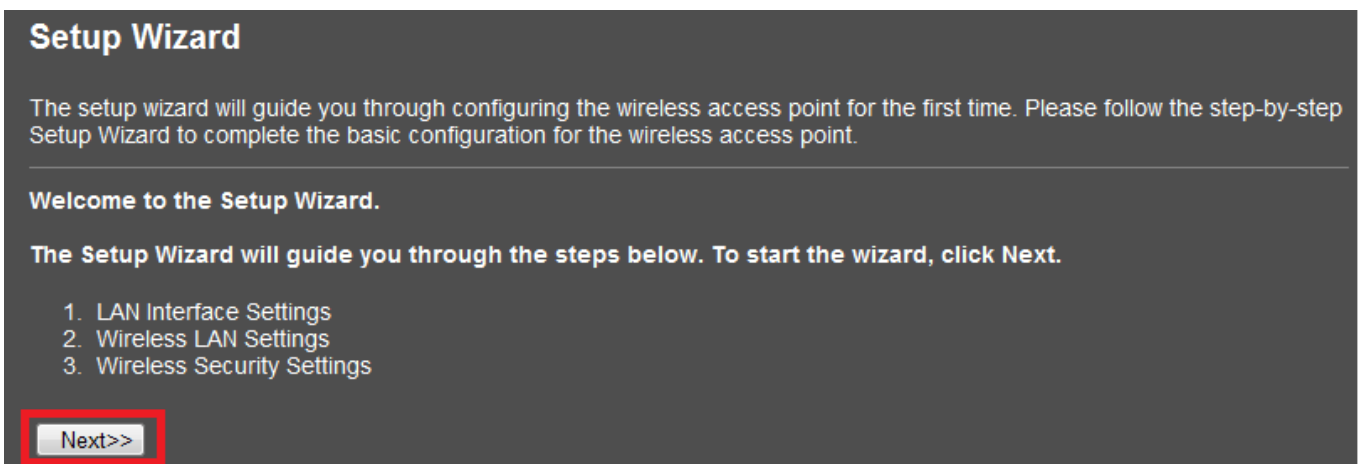 Setup Wizard
The setup wizard will guide you through configuring the wireless access point for the first time. Please follow the step-by-step
Setup Wizard to complete the basic configuration for the wireless access point.
Welcome to the Setup Wizard.
The Setup Wizard will guide you through the steps below. To start the wizard, click Next.
1. LAN Interface Settings
2. Wireless LAN Settings
3. Wireless Security Settings
Next>>